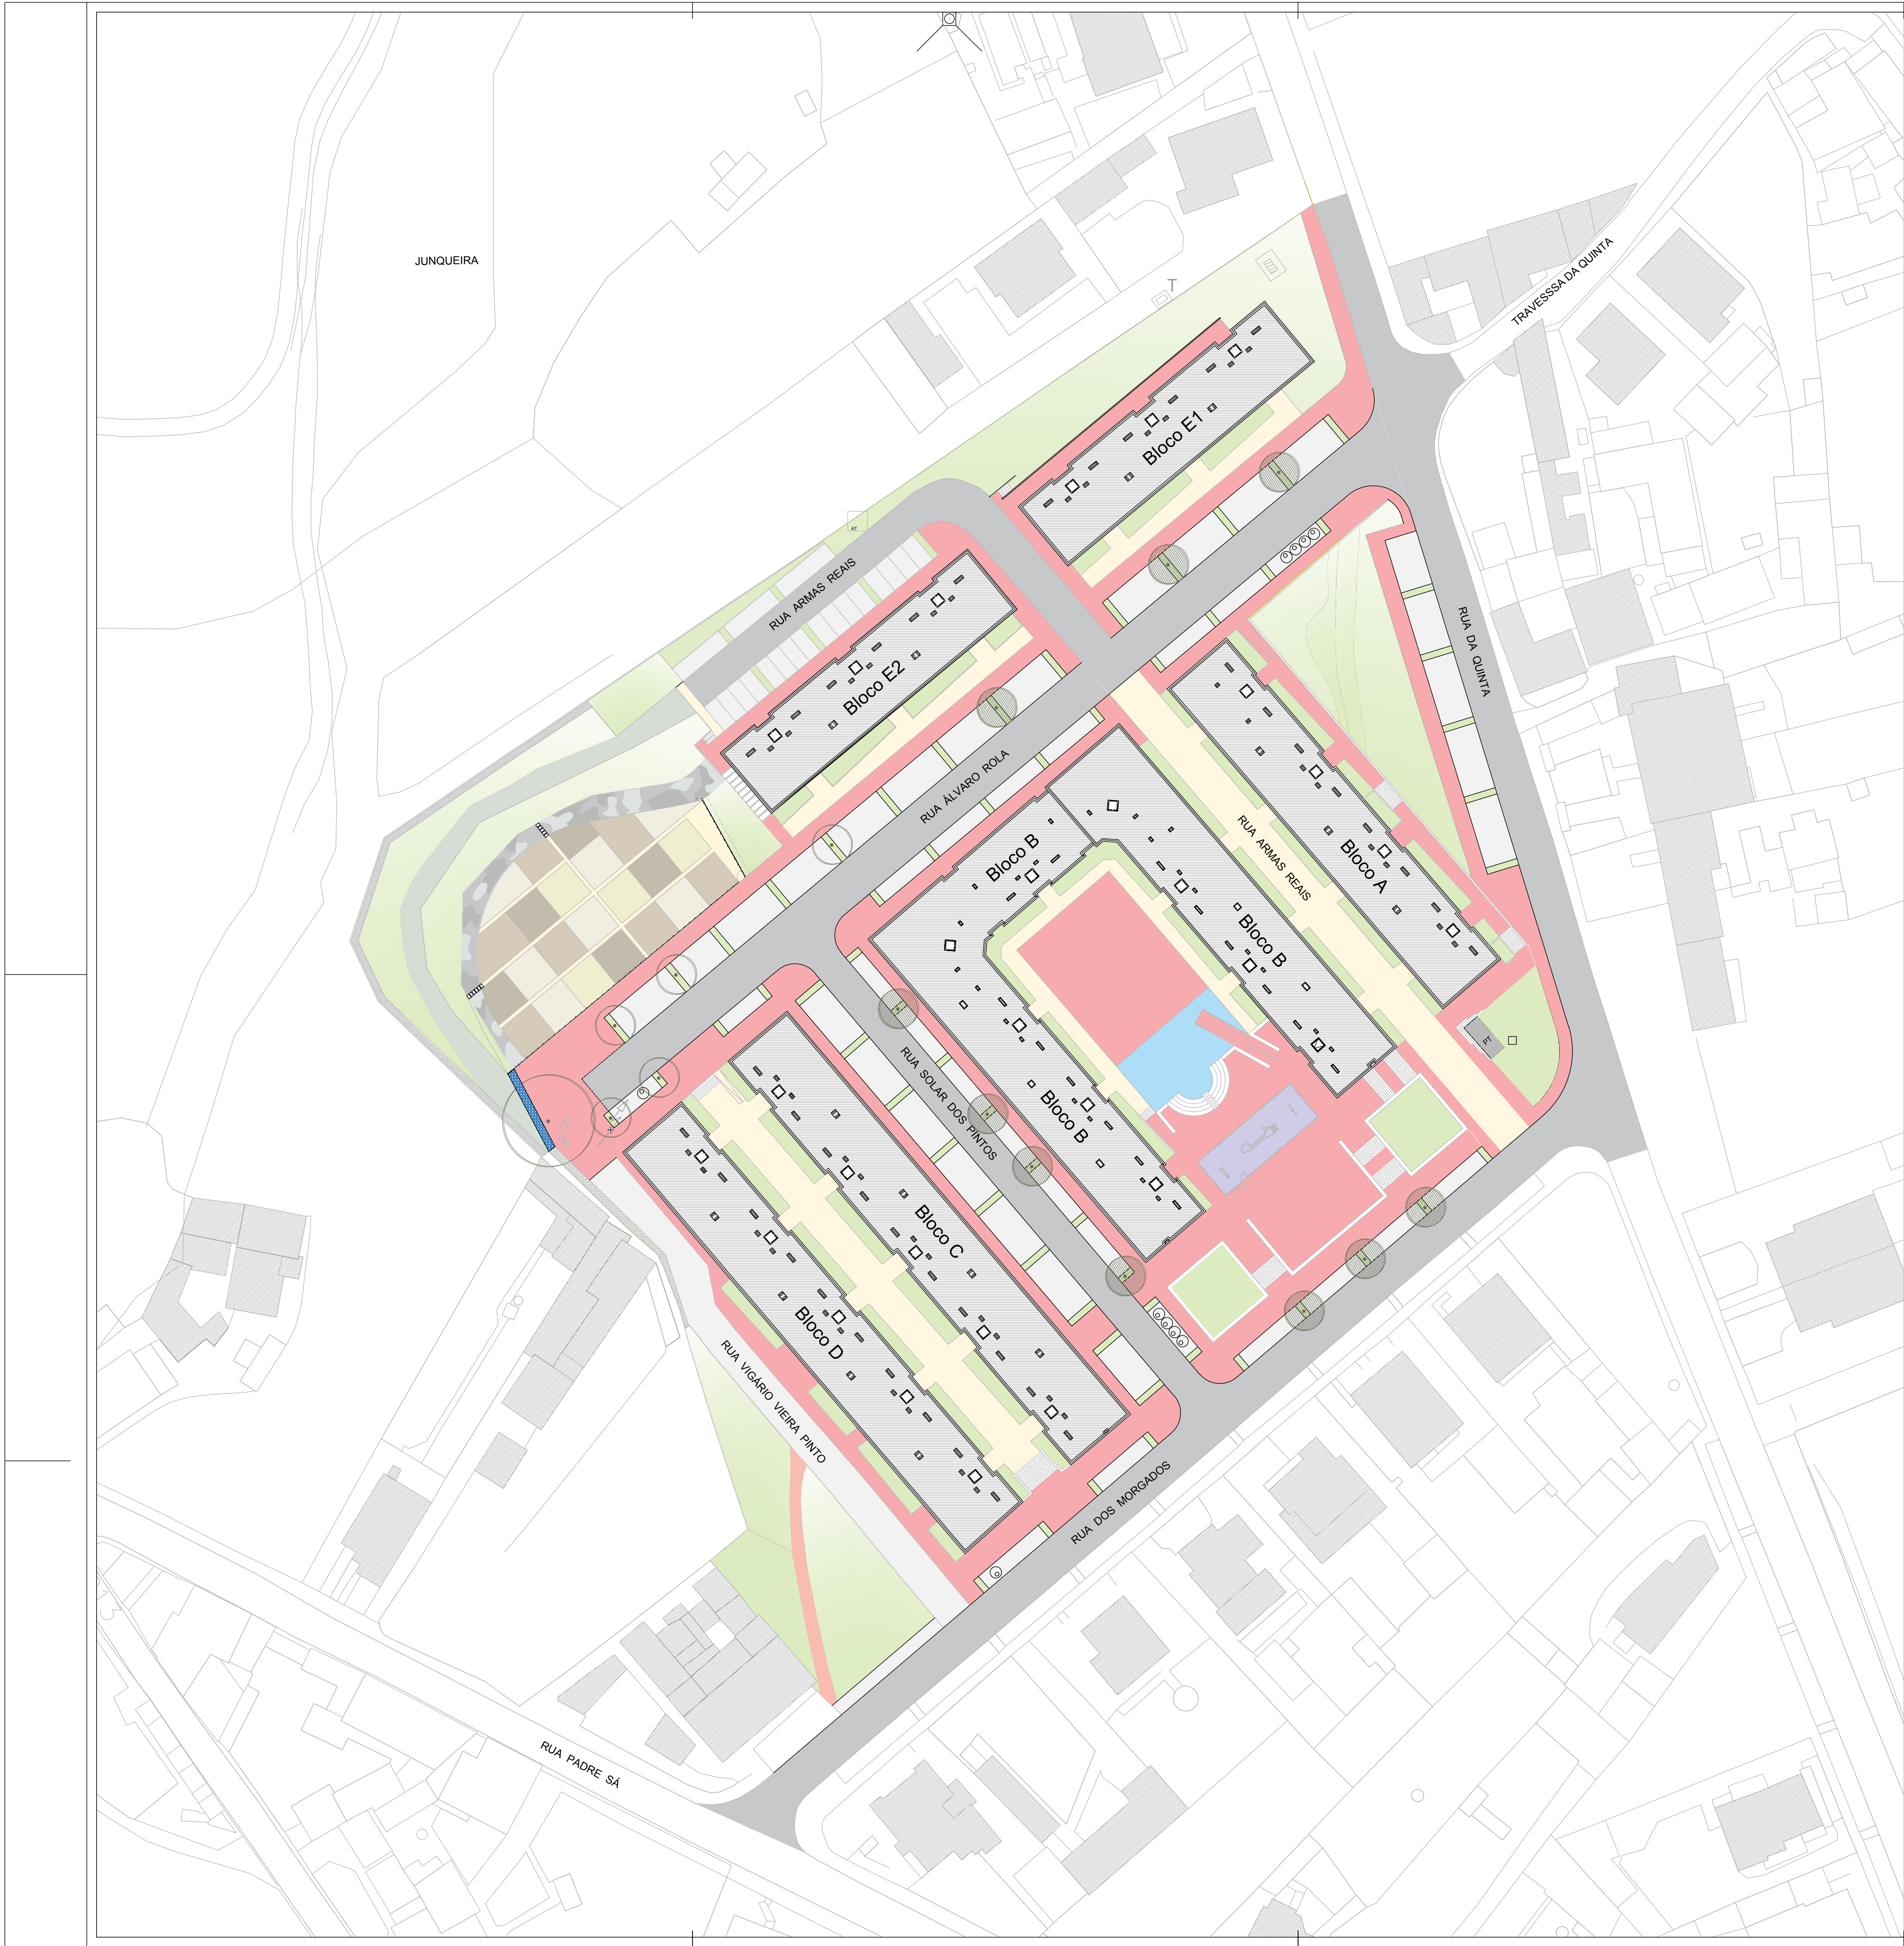 JUNQUEIRA
TRAVESSSA DA QUINTA
T
Bloco E1
AT
RUA ARMAS REAIS
Bloco E2
RUA DA QUINTA
RUA ÁLVARO ROLA
Bloco B
RUA ARMAS REAIS
Bloco A
Bloco B
RUA SOLAR DOS PINTOS
Bloco B
PT
Bloco C
Bloco D
RUA VIGÁRIO VIEIRA PINTO
RUA DOS MORGADOS
RUA PADRE SÁ